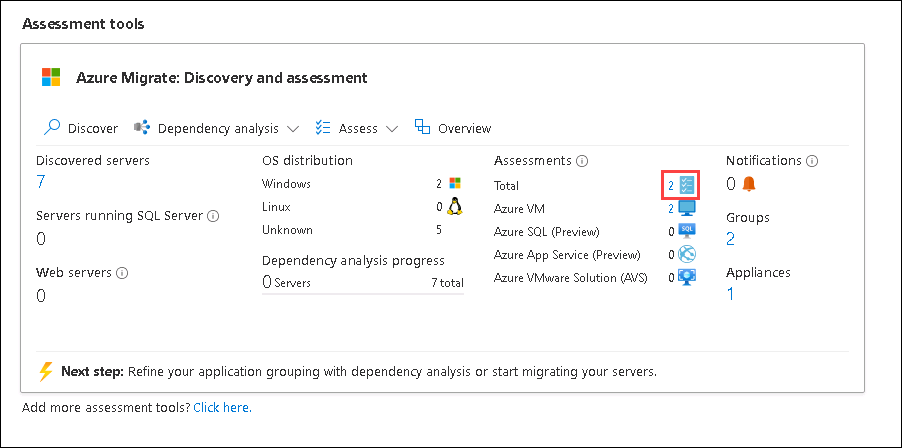 Assessment tools
Azure Migrate: Discovery and assessment
Discover Dependency analysis Assess Overview
Discovered servers
7
Servers running SQL Server
0
Web servers
0
OS distribution
Windows 2
Linux 0
Unknown 5
Dependency analysis progress
0 Servers 7 total
Assessments
Total 2
Azure VM 2
Azure SQL (Preview) 0 SQL
Azure App Service (Preview) 0
Azure VMware Solution (AVS) 0
Notifications
0
Groups
2
Appliances
1
Next step: Refine your application grouping with dependency analysis or start migrating your servers.
Add more assessment tools? Click here.